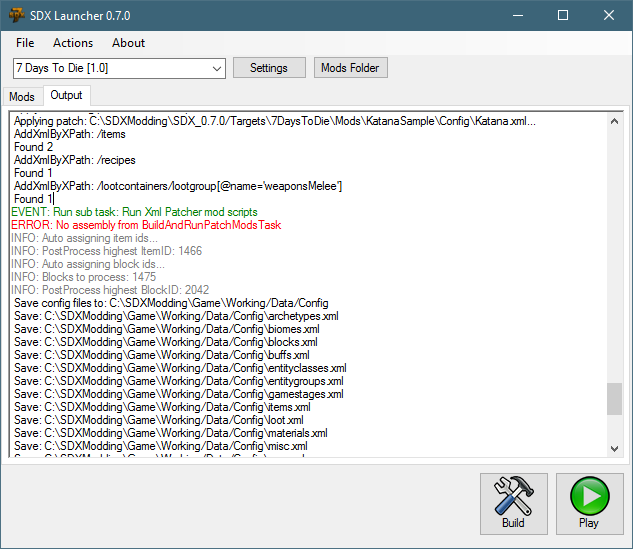 SDX Launcher 0.7.0
File Actions About
7 Days To Die [1.0] Settings Mods Folder
Mods Output
Applying patch: C:\SDXModding\SDX_0.7.0/Targets\7DaysToDie\Mods\KatanaSample\Config\Katana.xml...
AddXmlByXPath: /items
Found 2
AddXmlByXPath: /recipes
Found 1
AddXmlByXPath: /lootcontainers/lootgroup[@name='weaponsMelee']
Found 1
EVENT: Run sub task: Run Xml Patcher mod scripts
ERROR: No assembly from BuildAndRunPatchModsTask
INFO: Auto assigning item ids...
INFO: PostProcess highest ItemID: 1466
INFO: Auto assigning block ids...
INFO: Blocks to process: 1475
INFO: PostProcess highest BlockID: 2042
Save config files to: C:\SDXModding\Game\Working/Data/Config
Save: C:\SDXModding\Game\Working/Data/Config\archetypes.xml
Save: C:\SDXModding\Game\Working/Data/Config\biomes.xml
Save: C:\SDXModding\Game\Working/Data/Config\blocks.xml
Save: C:\SDXModding\Game\Working/Data/Config\buffs.xml
Save: C:\SDXModding\Game\Working/Data/Config\entityclasses.xml
Save: C:\SDXModding\Game\Working/Data/Config\entitygroups.xml
Save: C:\SDXModding\Game\Working/Data/Config\gamestages.xml
Save: C:\SDXModding\Game\Working/Data/Config\items.xml
Save: C:\SDXModding\Game\Working/Data/Config\loot.xml
Save: C:\SDXModding\Game\Working/Data/Config\materials.xml
Save: C:\SDXModding\Game\Working/Data/Config\misc.xml
Build Play